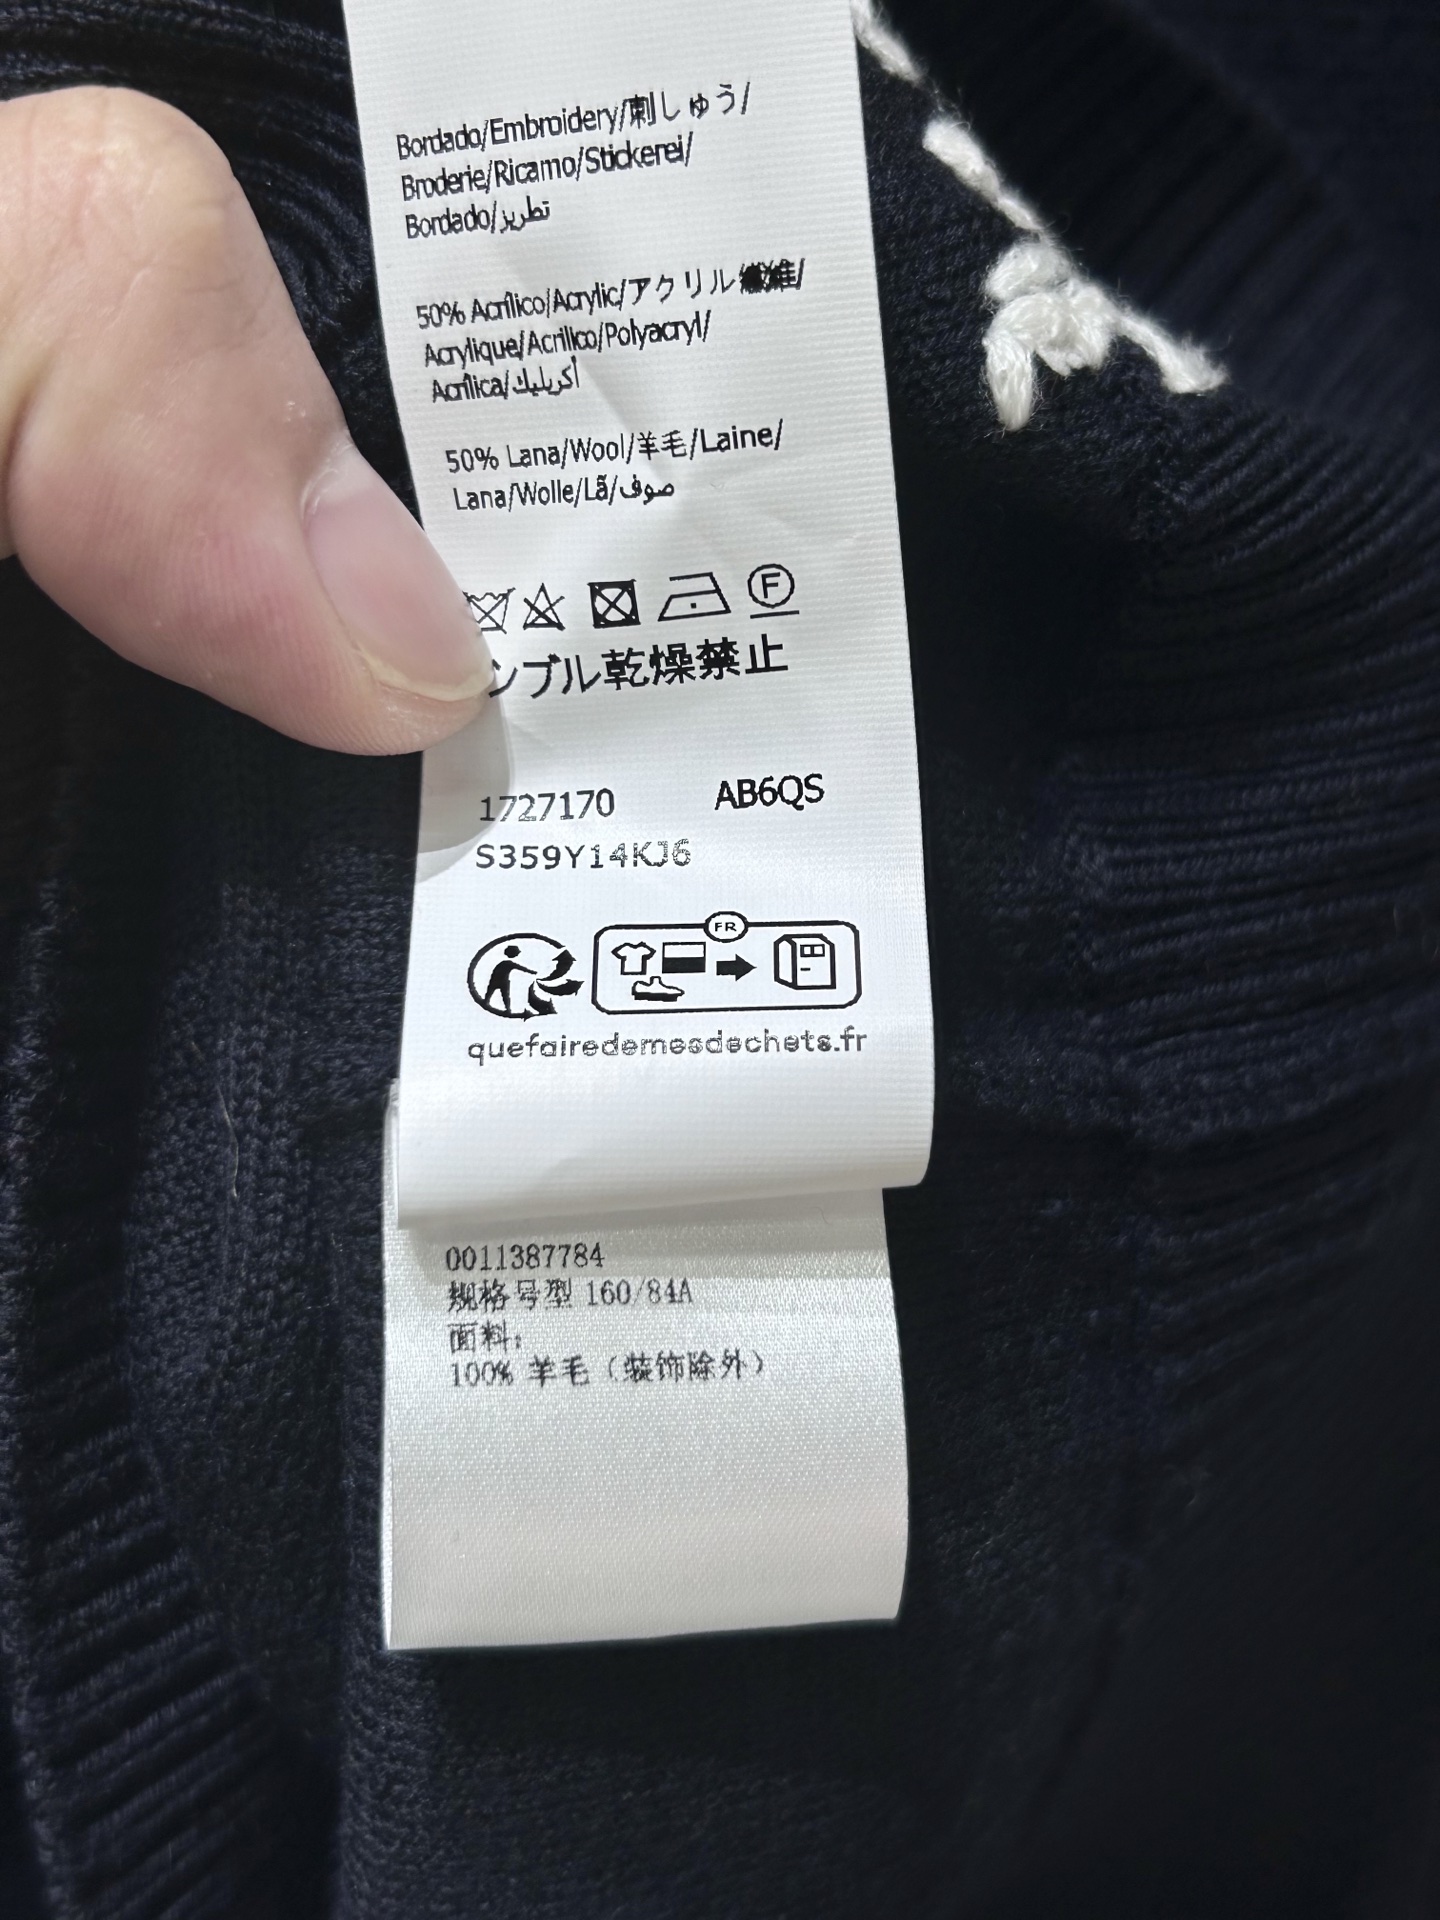 Bordado/Embroidery/刺しゅう/
Broderie/Ricamo/Stickerei/
Bordado/تطريز
50% Acrílico/Acrylic/アクリル繊維/
Acrylique/Acrilico/Polyacryl/
Acrílica/أكريليك
50% Lana/Wool/羊毛/Laine/
Lana/Wolle/Lã/صوف
F
ンブル乾燥禁止
1727170 AB6QS
S359Y14KJ6
FR
quefairedemesdechets.fr
0011387784
规格号型 160/84A
面料:
100% 羊毛（装饰除外）